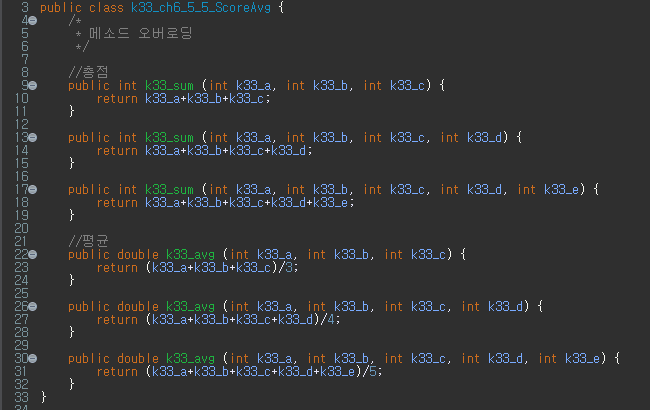 3 public class k33_ch6_5_5_ScoreAvg {
4 /*
5 * 메소드 오버로딩
6 */
7
8 //총점
9 public int k33_sum (int k33_a, int k33_b, int k33_c) {
10 return k33_a+k33_b+k33_c;
11 }
12
13 public int k33_sum (int k33_a, int k33_b, int k33_c, int k33_d) {
14 return k33_a+k33_b+k33_c+k33_d;
15 }
16
17 public int k33_sum (int k33_a, int k33_b, int k33_c, int k33_d, int k33_e) {
18 return k33_a+k33_b+k33_c+k33_d+k33_e;
19 }
20
21 //평균
22 public double k33_avg (int k33_a, int k33_b, int k33_c) {
23 return (k33_a+k33_b+k33_c)/3;
24 }
25
26 public double k33_avg (int k33_a, int k33_b, int k33_c, int k33_d) {
27 return (k33_a+k33_b+k33_c+k33_d)/4;
28 }
29
30 public double k33_avg (int k33_a, int k33_b, int k33_c, int k33_d, int k33_e) {
31 return (k33_a+k33_b+k33_c+k33_d+k33_e)/5;
32 }
33 }